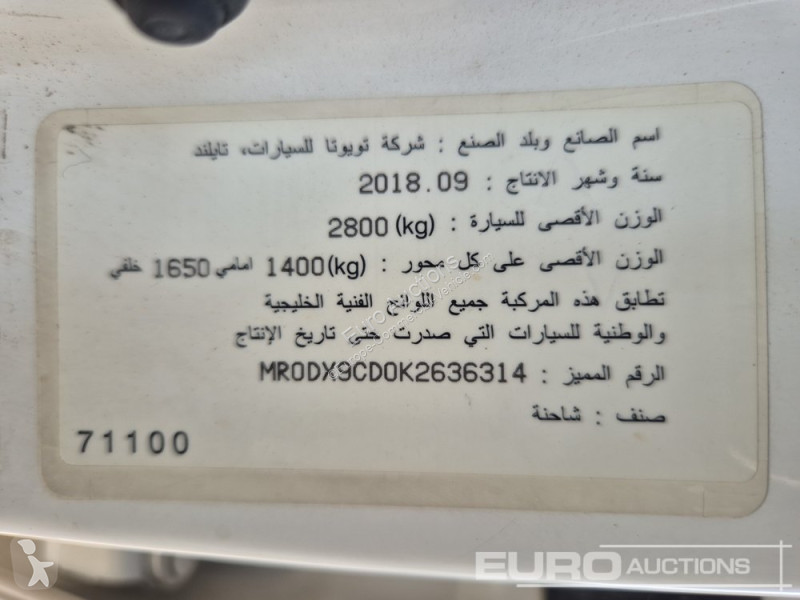 اسم الصانع وبلد الصنع : شركة تويوتا للسيارات، تايلند
سنة وشهر الانتاج : 2018.09
الوزن الأقصى للسيارة : 2800 (kg)
الوزن الأقصى على كل محور : 1400(kg) امامي 1650 خلفي
تطابق هذه المركبة جميع اللوائح الفنية الخليجية
والوطنية للسيارات التي صدرت حتى تاريخ الإنتاج
الرقم المميز : MR0DX9CD0K2636314
صنف : شاحنة
71100
EURO AUCTIONS